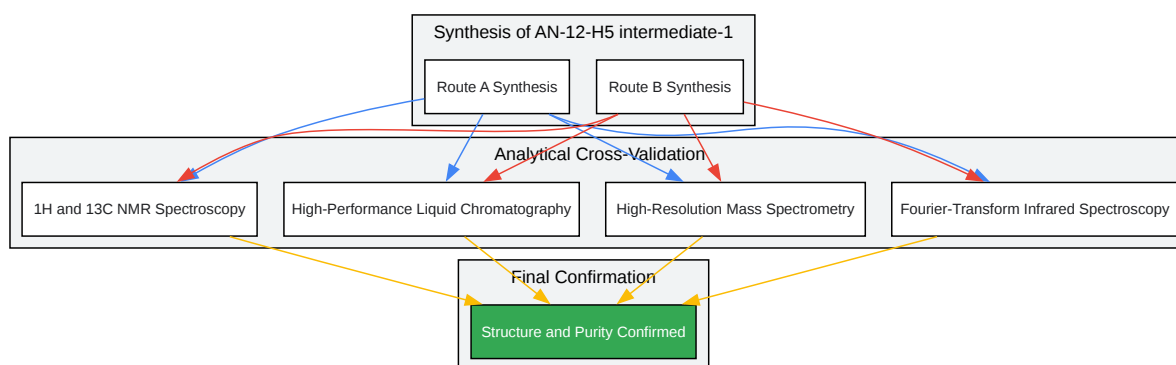 Synthesis of AN-12-H5 intermediate-1
Route A Synthesis
Route B Synthesis
Analytical Cross-Validation
1H and 13C NMR Spectroscopy
High-Performance Liquid Chromatography
High-Resolution Mass Spectrometry
Fourier-Transform Infrared Spectroscopy
Final Confirmation
Structure and Purity Confirmed